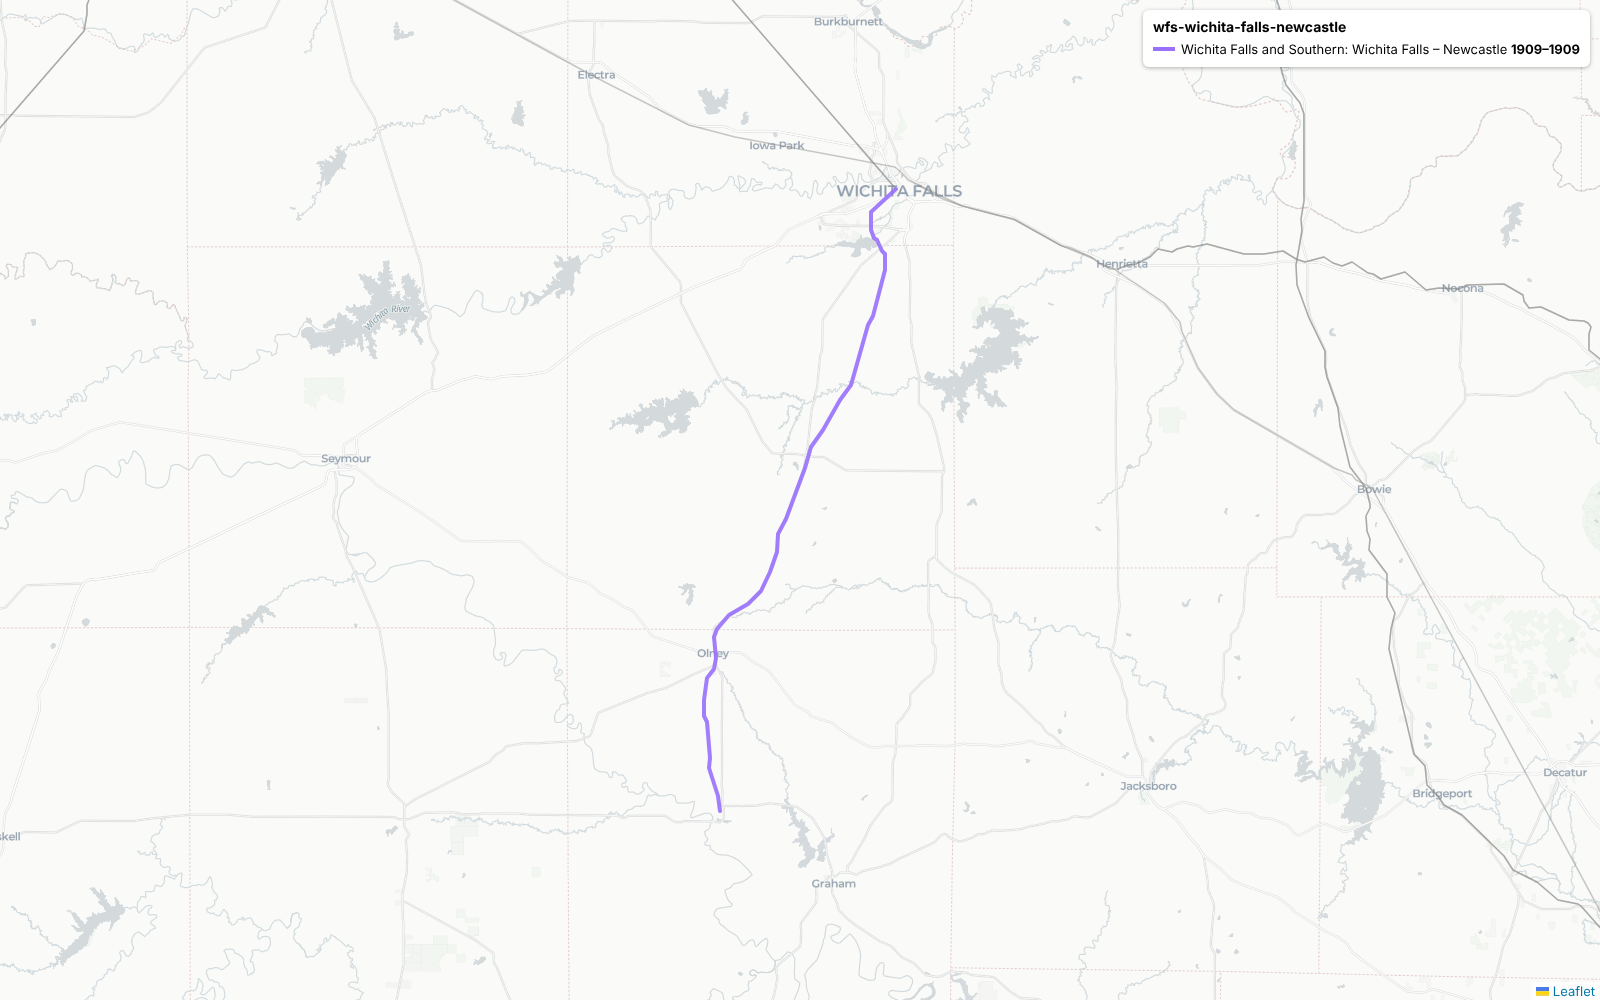 wfs-wichita-falls-newcastle
Wichita Falls and Southern: Wichita Falls – Newcastle 1909–1909
Burkburnett
Electra
Iowa Park
WICHITA FALLS
Henrietta
Nocona
Wichita River
Seymour
Bowie
Olney
Decatur
Jacksboro
Bridgeport
skell
Graham
Leaflet